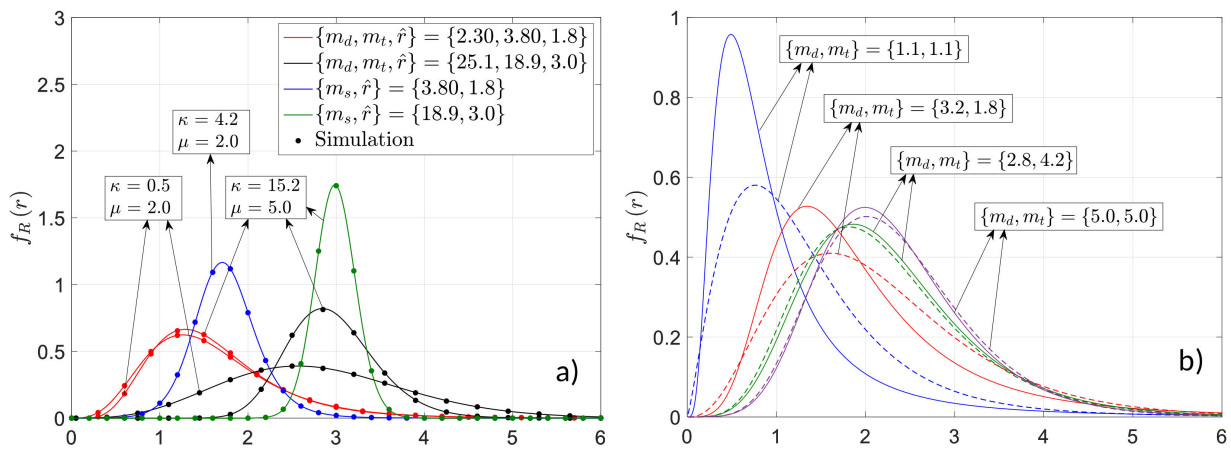 3
2.5
2
1.5
1
0.5
0
0 1 2 3 4 5 6
f_R (r)
{m_d, m_t, r̂} = {2.30, 3.80, 1.8}
{m_d, m_t, r̂} = {25.1, 18.9, 3.0}
{m_s, r̂} = {3.80, 1.8}
{m_s, r̂} = {18.9, 3.0}
Simulation
κ = 4.2
μ = 2.0
κ = 0.5
μ = 2.0
κ = 15.2
μ = 5.0
a)
1
0.8
0.6
0.4
0.2
0
0 1 2 3 4 5 6
f_R (r)
{m_d, m_t} = {1.1, 1.1}
{m_d, m_t} = {3.2, 1.8}
{m_d, m_t} = {2.8, 4.2}
{m_d, m_t} = {5.0, 5.0}
b)